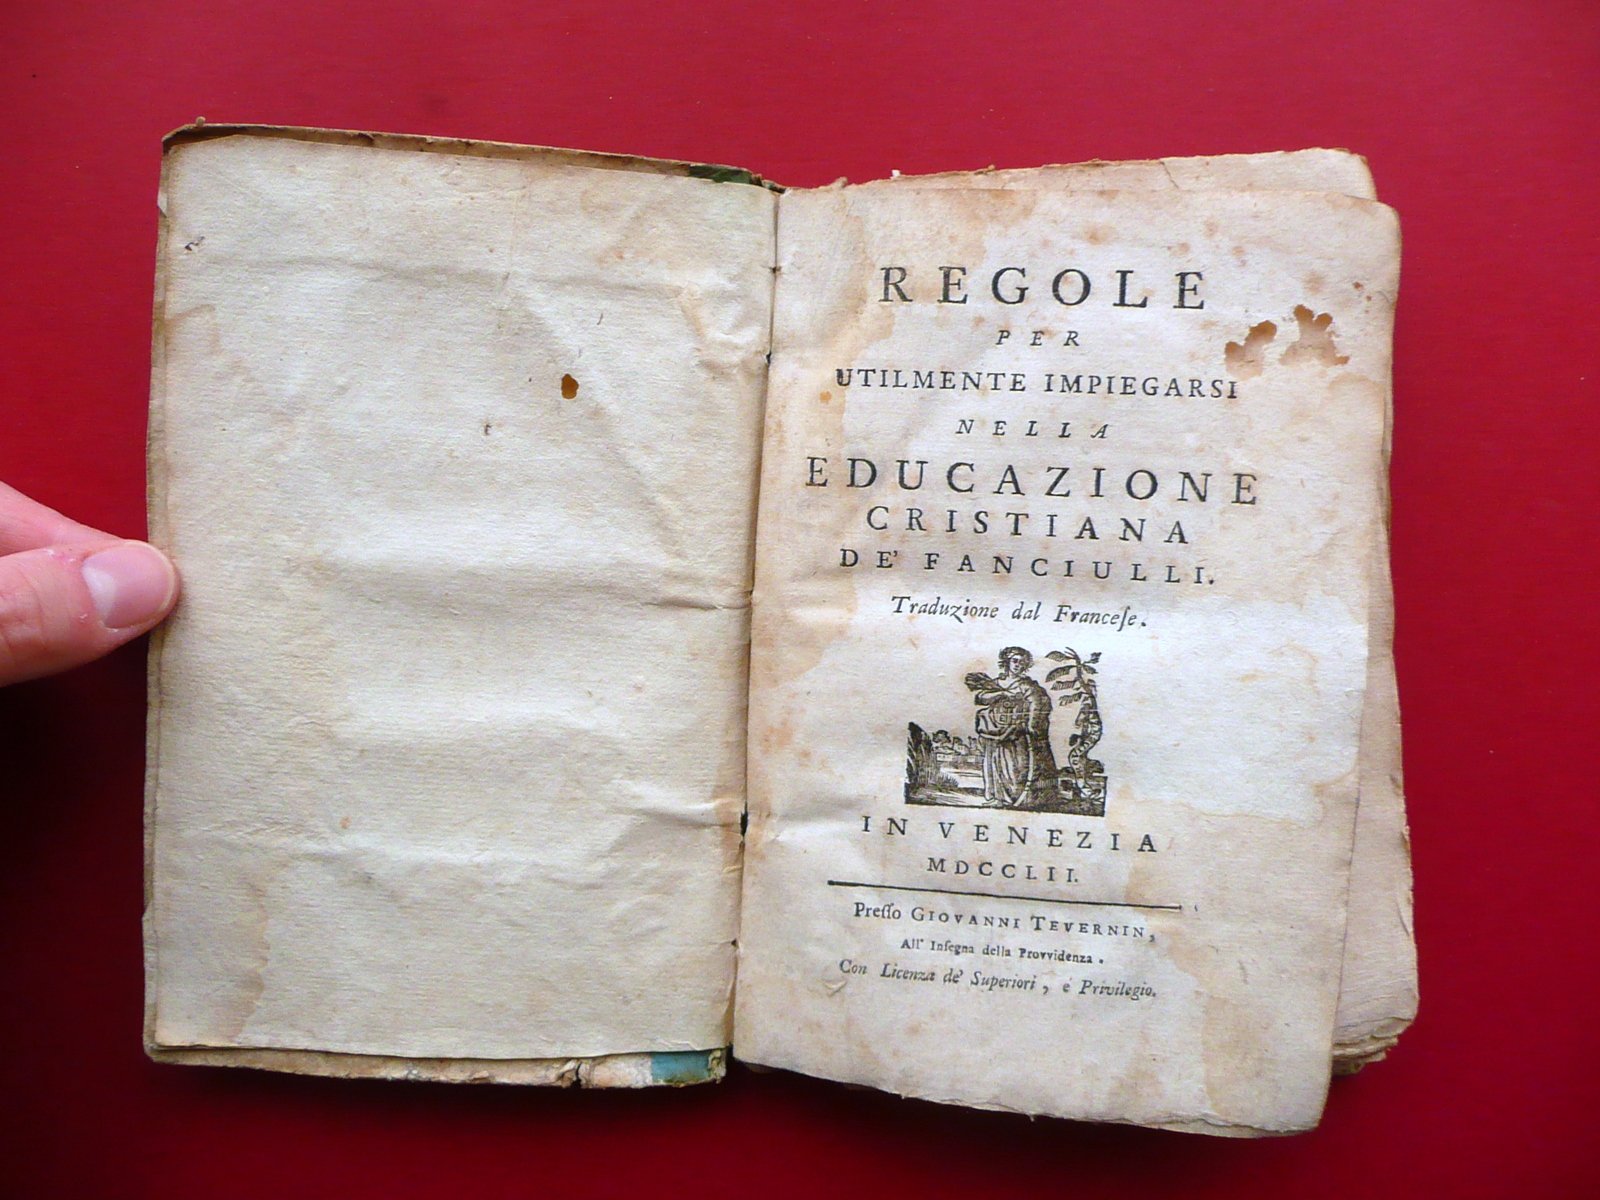 REGOLE
PER
UTILMENTE IMPIEGARSI
NELLA
EDUCAZIONE
CRISTIANA
DE' FANCIULLI.
Traduzione dal Franceſe.
IN VENEZIA
MDCCLII.
Preſſo GIOVANNI TEVERNIN,
All' Inſegna della Provvidenza.
Con Licenza de' Superiori, e Privilegio.